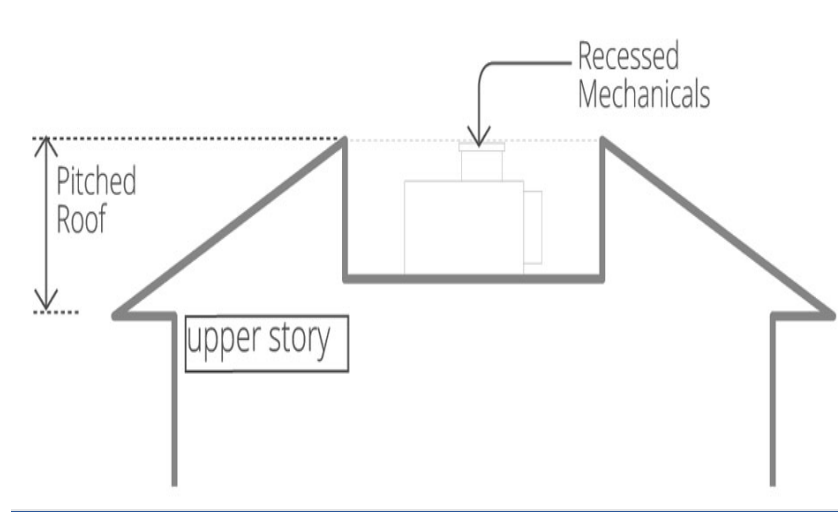 Recessed
Mechanicals
Pitched
Roof
upper story